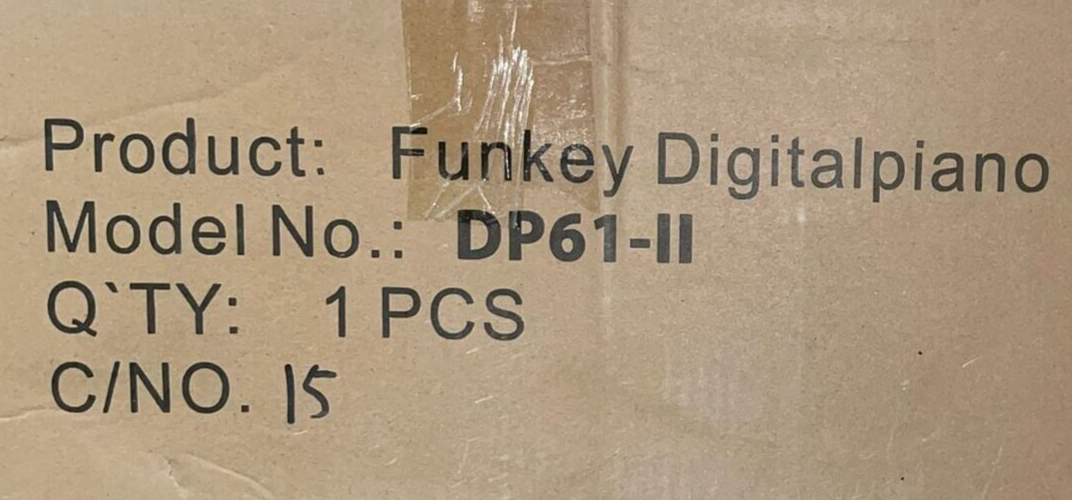 Product: Funkey Digitalpiano
Model No.: DP61-II
Q`TY: 1 PCS
C/NO. 15